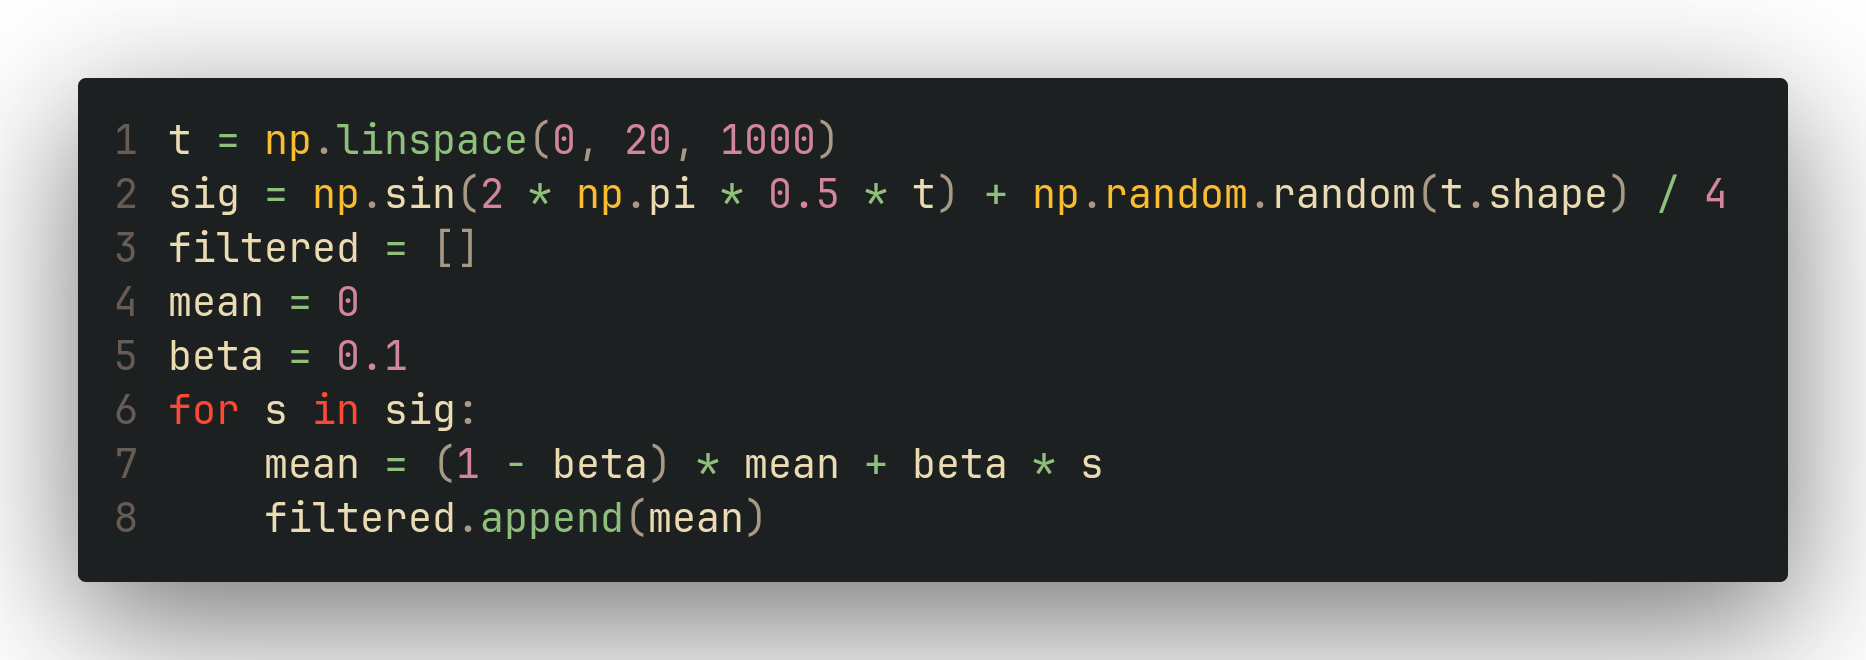 1 t = np.linspace(0, 20, 1000)
2 sig = np.sin(2 * np.pi * 0.5 * t) + np.random.random(t.shape) / 4
3 filtered = []
4 mean = 0
5 beta = 0.1
6 for s in sig:
7     mean = (1 - beta) * mean + beta * s
8     filtered.append(mean)